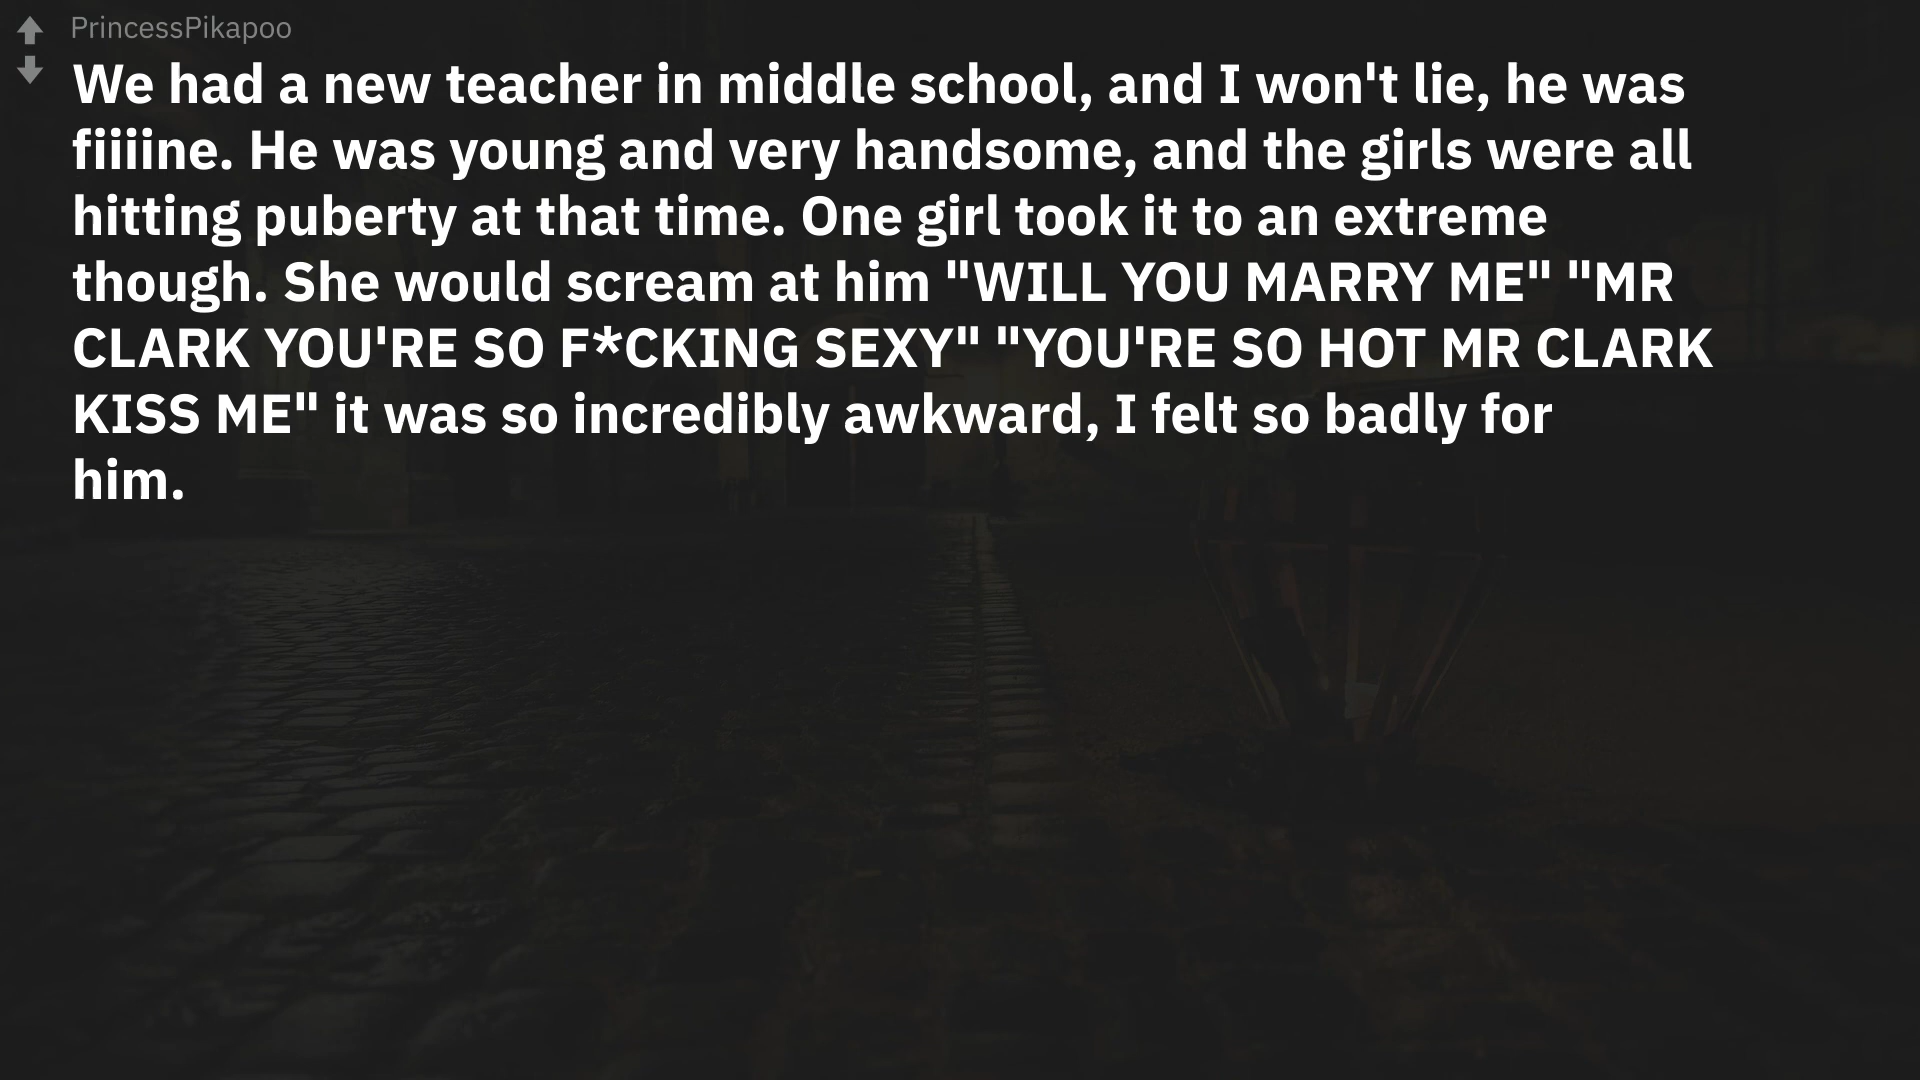 PrincessPikapoo
We had a new teacher in middle school, and I won't lie, he was
fiiiine. He was young and very handsome, and the girls were all
hitting puberty at that time. One girl took it to an extreme
though. She would scream at him "WILL YOU MARRY ME" "MR
CLARK YOU'RE SO F*CKING SEXY" "YOU'RE SO HOT MR CLARK
KISS ME" it was so incredibly awkward, I felt so badly for
him.